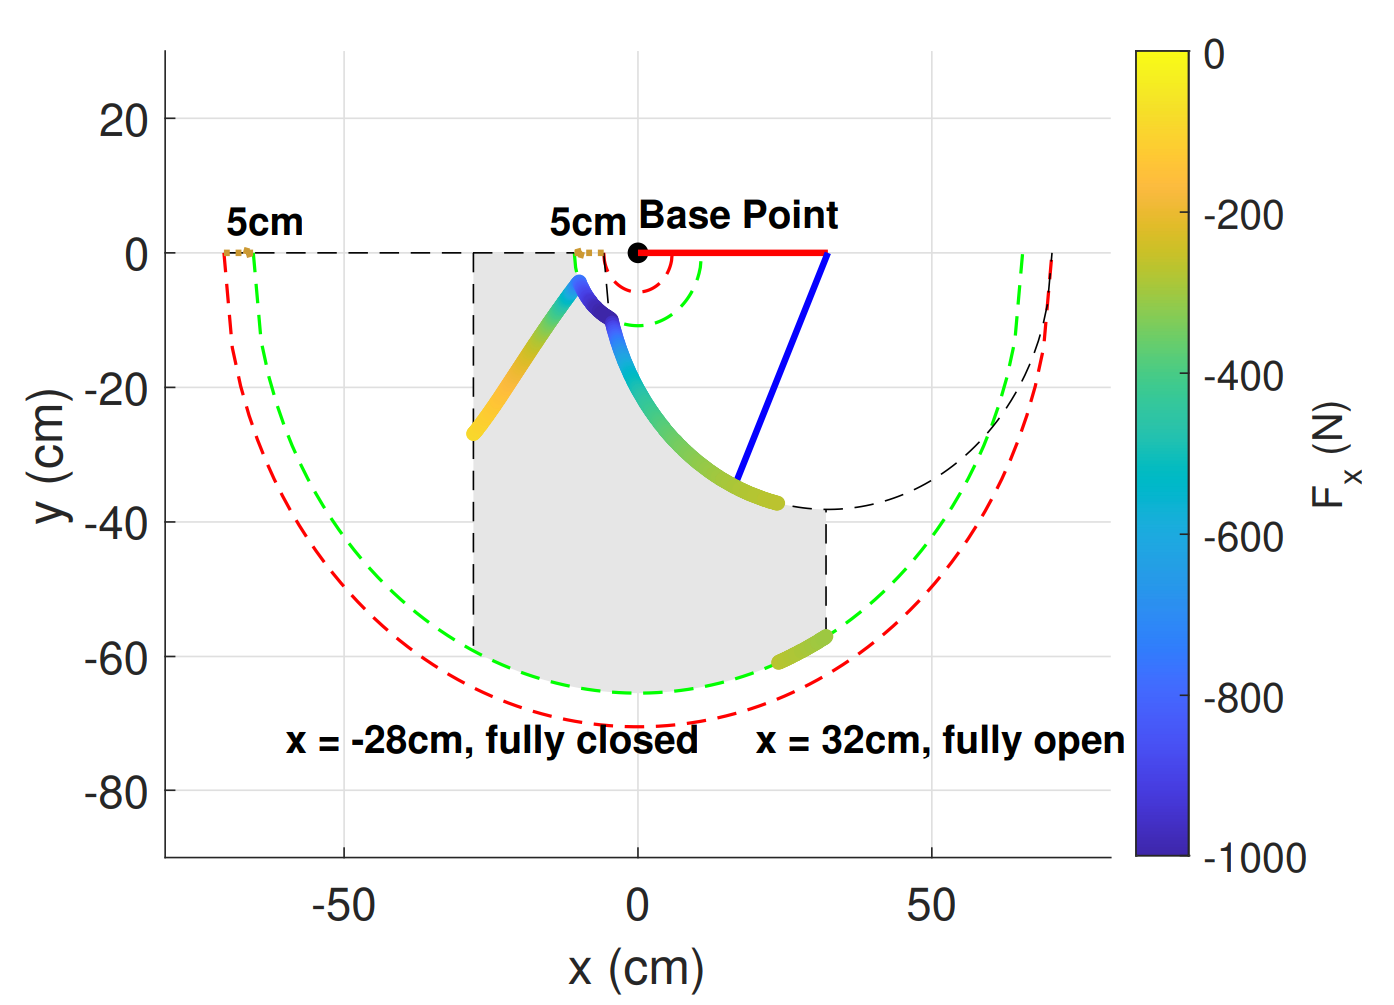 5cm
5cm
Base Point
x = -28cm, fully closed
x = 32cm, fully open
20
0
-20
-40
-60
-80
y (cm)
-50
0
50
x (cm)
0
-200
-400
-600
-800
-1000
F x (N)